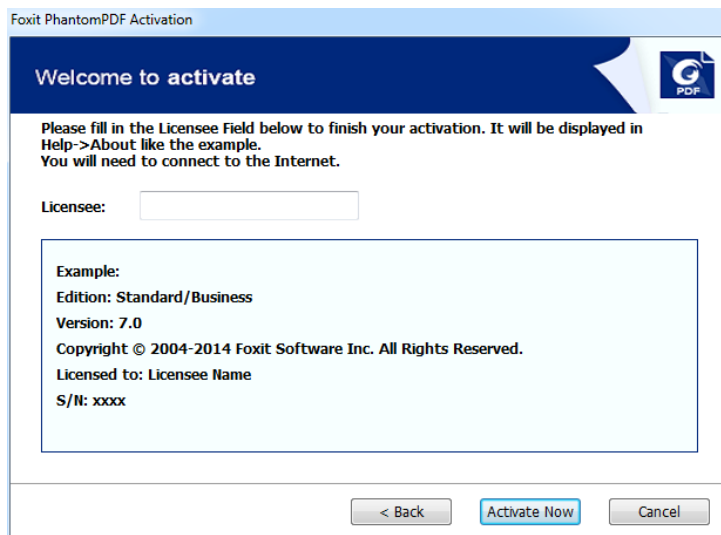 Foxit PhantomPDF Activation
Welcome to activate
G
PDF
Please fill in the Licensee Field below to finish your activation. It will be displayed in
Help->About like the example.
You will need to connect to the Internet.
Licensee:
Example:
Edition: Standard/Business
Version: 7.0
Copyright © 2004-2014 Foxit Software Inc. All Rights Reserved.
Licensed to: Licensee Name
S/N: xxxx
< Back Activate Now Cancel